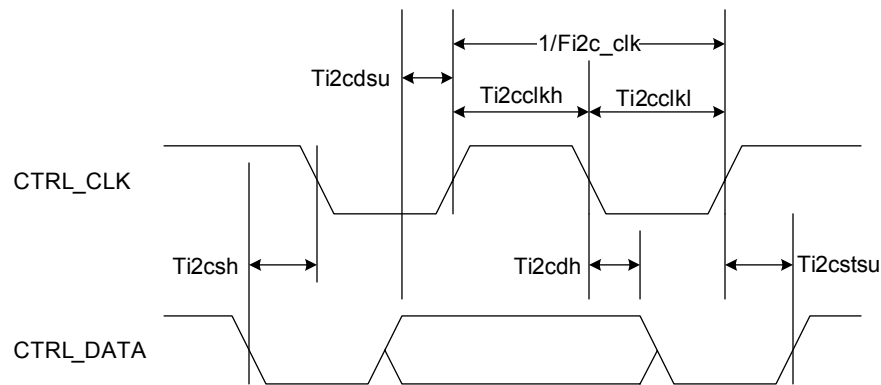 1/Fi2c_clk
Ti2cdsu
Ti2cclkh
Ti2cclkl
CTRL_CLK
Ti2csh
Ti2cdh
Ti2cstsu
CTRL_DATA